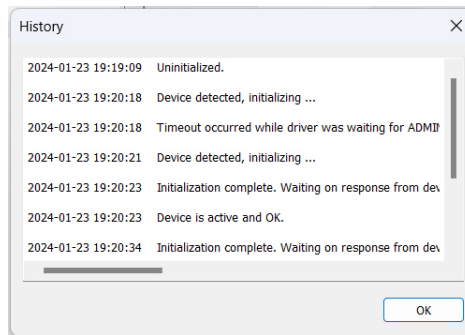 History
2024-01-23 19:19:09 Uninitialized.
2024-01-23 19:20:18 Device detected, initializing ...
2024-01-23 19:20:18 Timeout occurred while driver was waiting for
2024-01-23 19:20:21 Device detected, initializing ...
2024-01-23 19:20:23 Initialization complete. Waiting on response from
2024-01-23 19:20:23 Device is active and OK.
2024-01-23 19:20:34 Initialization complete. Waiting on response from
OK